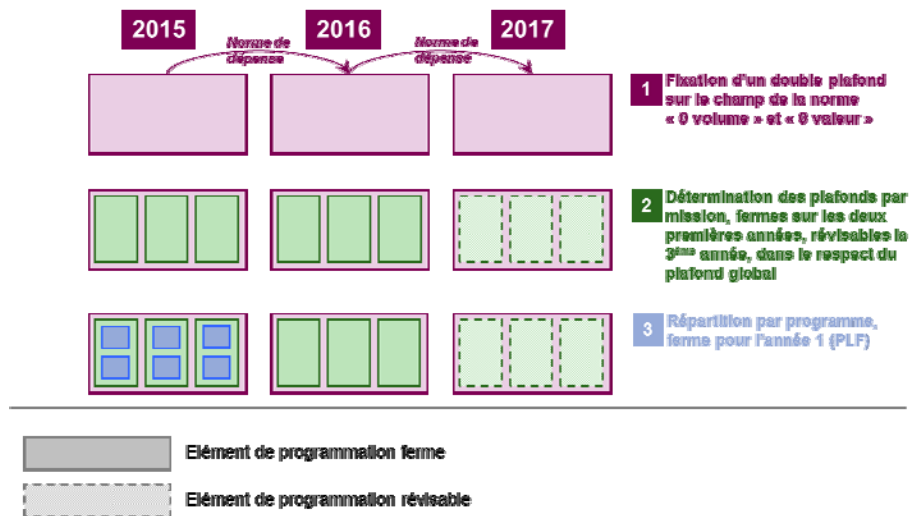 2015
2016
2017
Norme de
dépense
Norme de
dépense
1
Fixation d'un double plafond
sur le champ de la norme
« 0 volume » et « 0 valeur »
2
Détermination des plafonds par
mission, fermes sur les deux
premières années, révisables la
3ème année, dans le respect du
plafond global
3
Répartition par programme,
ferme pour l'année 1 (PLF)
Elément de programmation ferme
Elément de programmation révisable